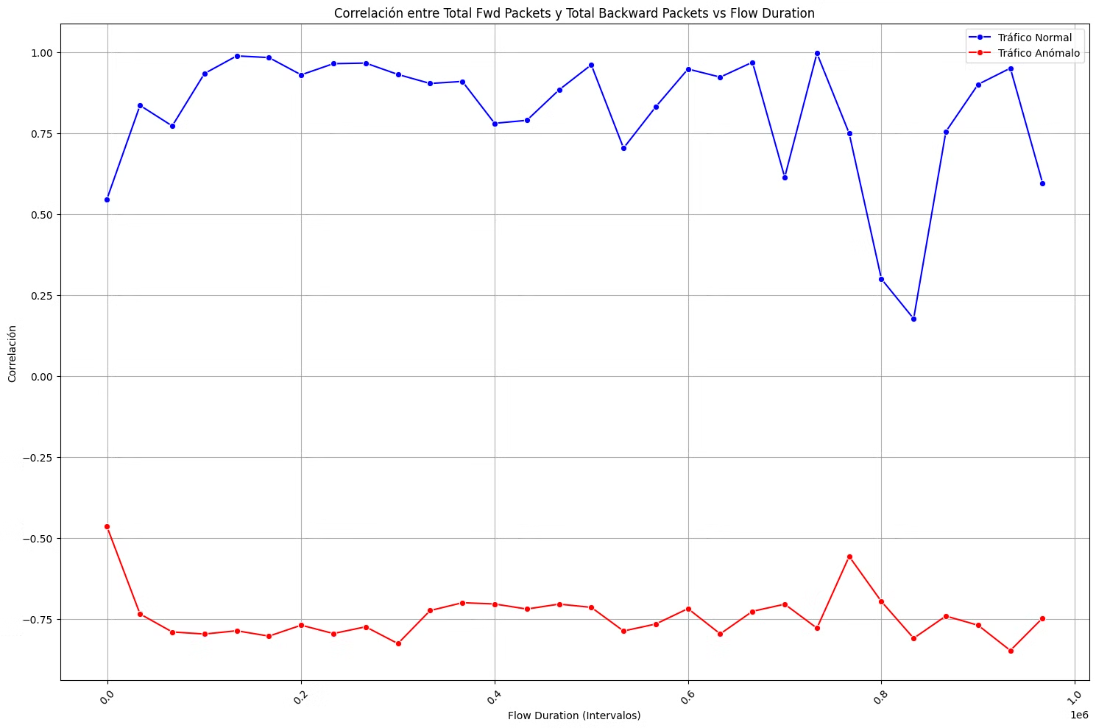 Correlación entre Total Fwd Packets y Total Backward Packets vs Flow Duration
Tráfico Normal
Tráfico Anómalo
Correlación
1.00
0.75
0.50
0.25
0.00
−0.25
−0.50
−0.75
0.0
0.2
0.4
0.6
0.8
1.0
1e6
Flow Duration (Intervalos)